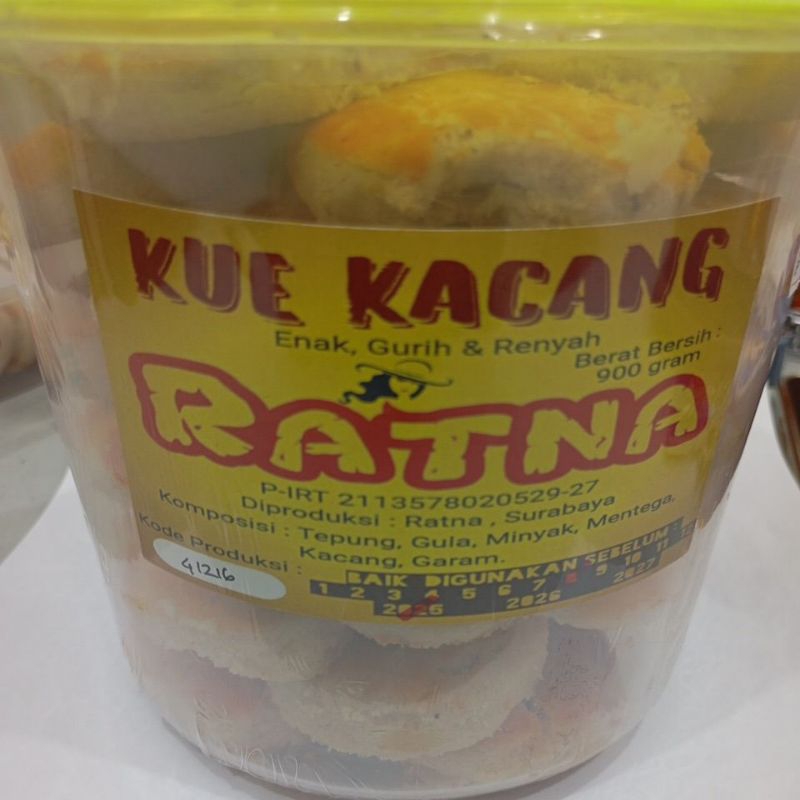 KUE KACANG
Enak, Gurih & Renyah
Berat Bersih :
900 gram
RATNA
P-IRT 2113578020529-27
Diproduksi : Ratna , Surabaya
Komposisi : Tepung, Gula, Minyak, Mentega,
Kacang, Garam.
Kode Produksi :
41216
BAIK DIGUNAKAN SEBELUM :
1 2 3 4 5 6 7 8 9 10 11 12
2025 2026 2027